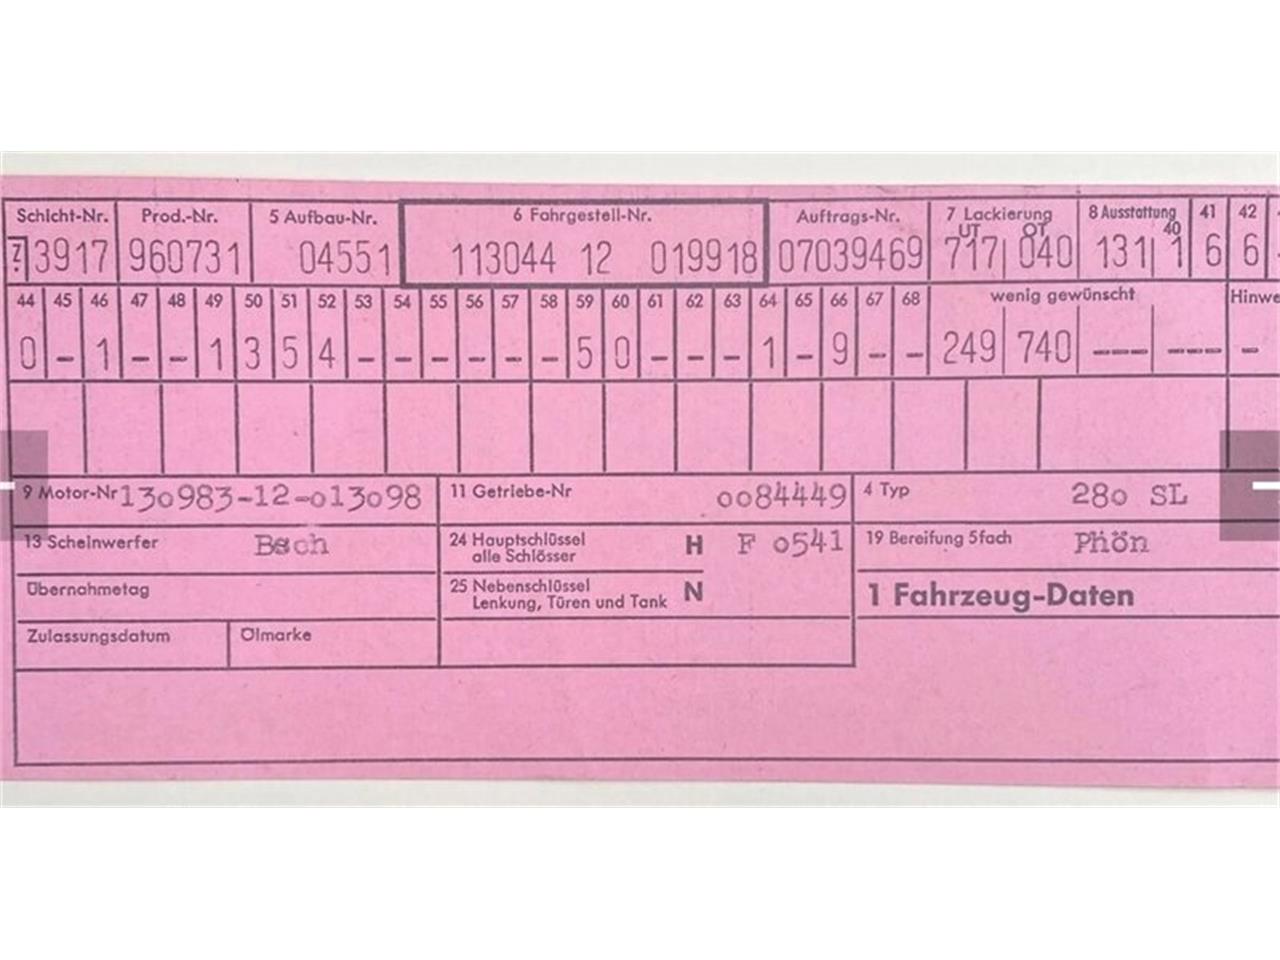 Schicht-Nr. Prod.-Nr. 5 Aufbau-Nr. 6 Fahrgestell-Nr. Auftrags-Nr. 7 Lackierung 8 Ausstattung 41 42
UT OT 40
7 3917 960731 04551 113044 12 019918 07039469 717 040 131 1 6 6
44 45 46 47 48 49 50 51 52 53 54 55 56 57 58 59 60 61 62 63 64 65 66 67 68 wenig gewünscht Hinwe
0 - 1 - - 1 3 5 4 - - - - - - 5 0 - - - 1 - 9 - - 249 740 --- --- -
9 Motor-Nr 130983-12-013098 11 Getriebe-Nr 0084449 4 Typ 280 SL
13 Scheinwerfer Bsch 24 Hauptschlüssel H F 0541 19 Bereifung 5fach Phön
alle Schlösser
Übernahmetag 25 Nebenschlüssel N 1 Fahrzeug-Daten
Lenkung, Türen und Tank
Zulassungsdatum Ölmarke